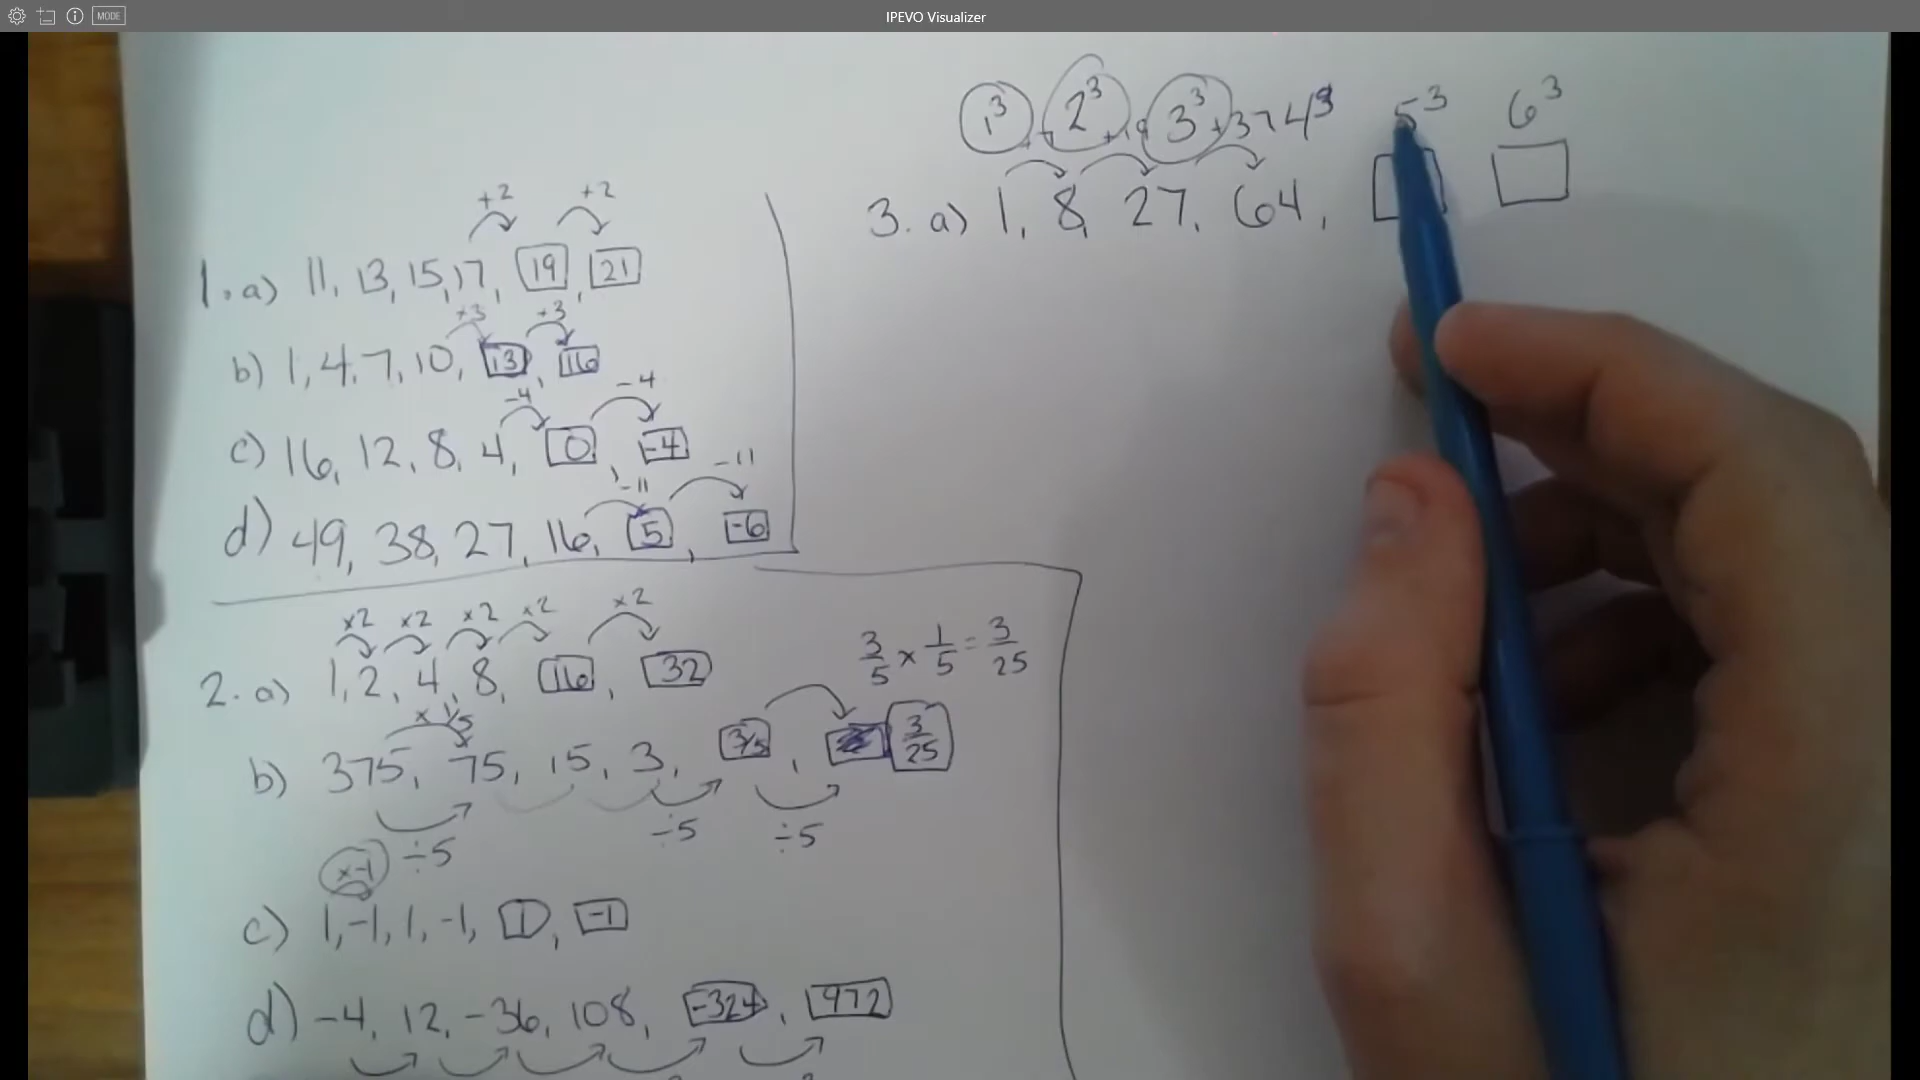 MODE
IPEVO Visualizer
+2 +2
1. a) 11, 13, 15, 17, 19, 21
+3 +3
b) 1, 4, 7, 10, 13, 16
-4 -4
c) 16, 12, 8, 4, 0, -4
-11 -11
d) 49, 38, 27, 16, 5, -6
×2 ×2 ×2 ×2 ×2
2. a) 1, 2, 4, 8, 16, 32
3/5 × 1/5 = 3/25
× 1/5
b) 375, 75, 15, 3, 3/5, 3/25
÷5 ÷5 ÷5
×-1
c) 1, -1, 1, -1, 1, -1
d) -4, 12, -36, 108, -324, 972
1³ 2³ 3³ +37 4³ 5³ 6³
3. a) 1, 8, 27, 64,